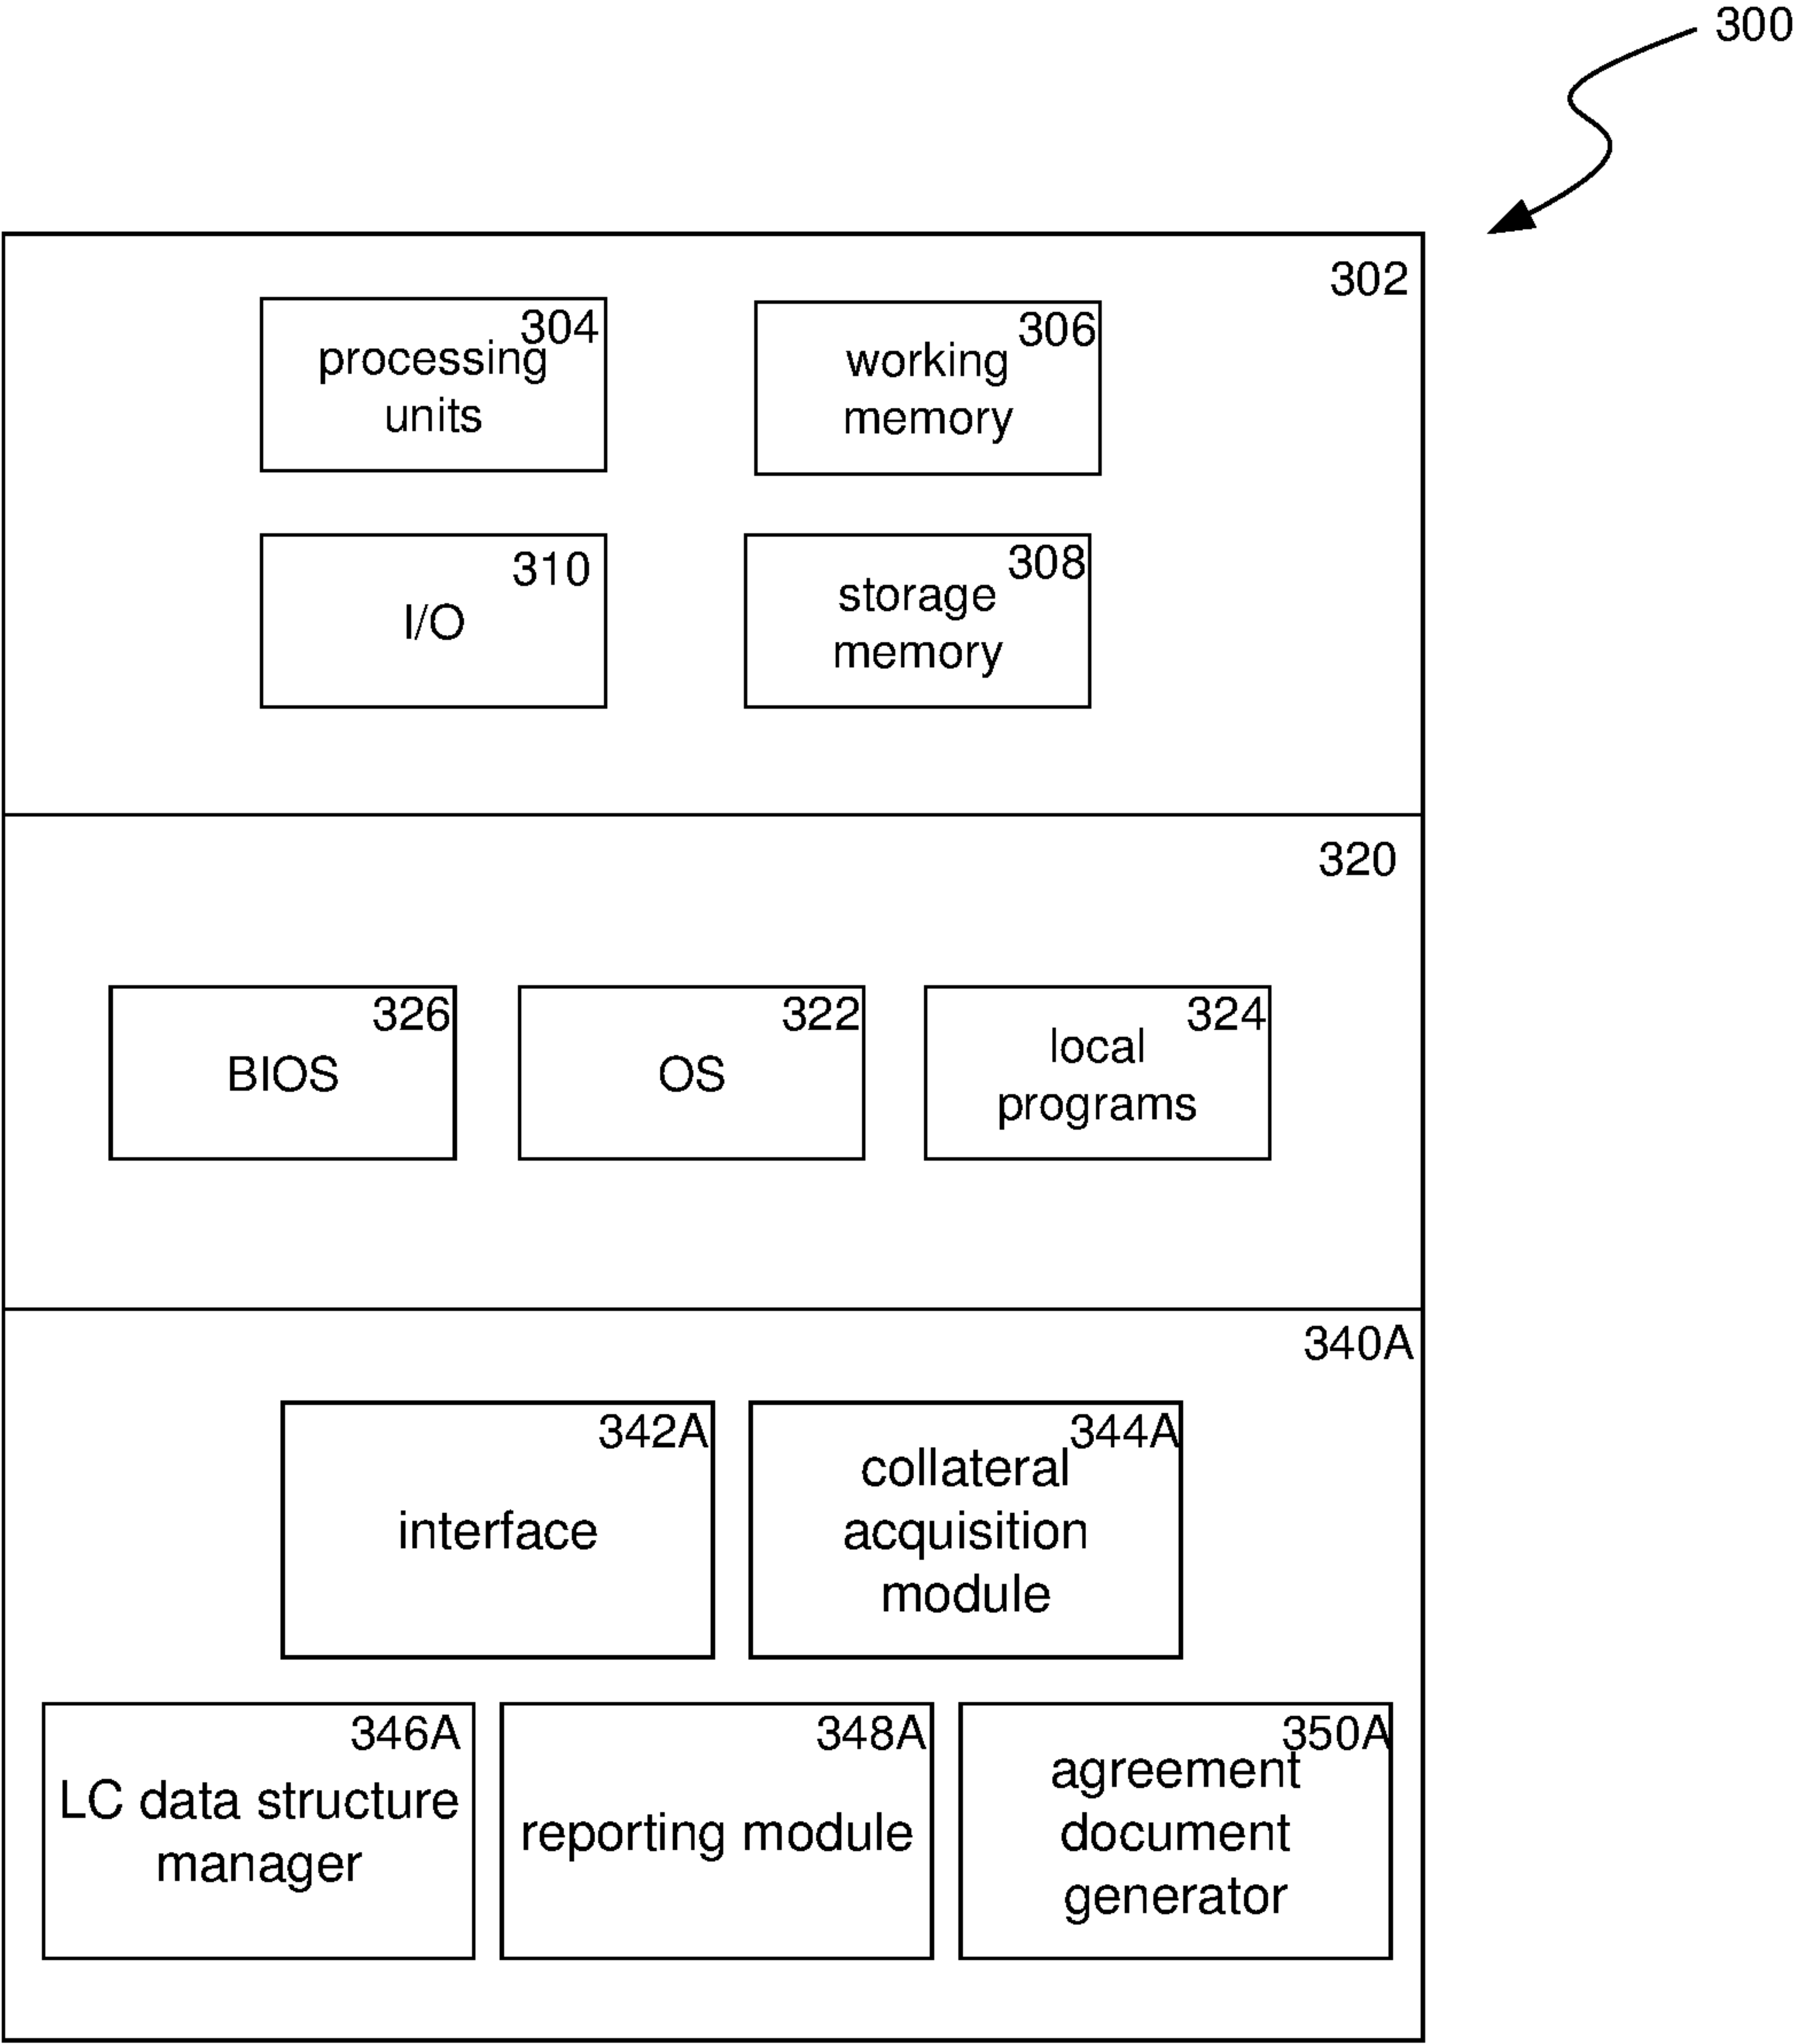 300
302
304
processing
units
306
working
memory
310
I/O
308
storage
memory
320
326
BIOS
322
OS
324
local
programs
340A
342A
interface
344A
collateral
acquisition
module
346A
LC data structure
manager
348A
reporting module
350A
agreement
document
generator